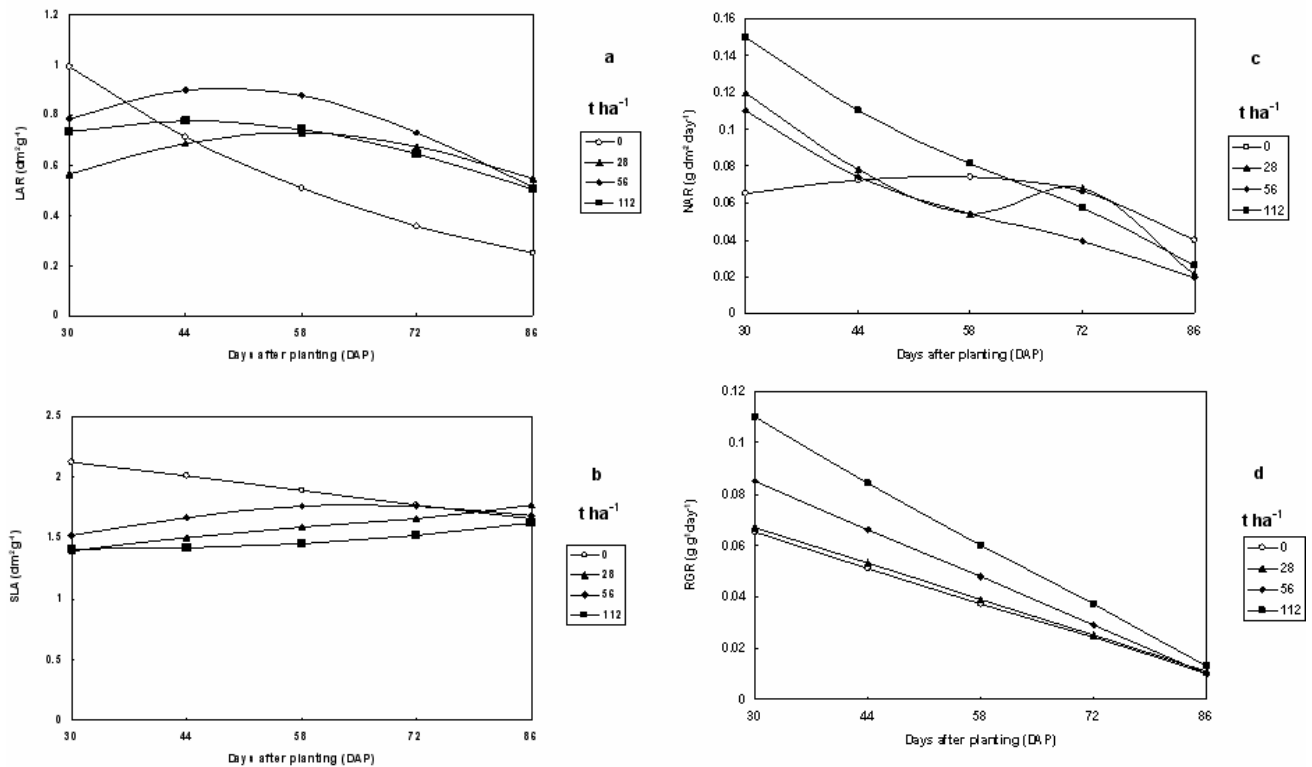 1.2
1
0.8
0.6
0.4
0.2
0
LAR (dm²g⁻¹)
30 44 58 72 86
Days after planting (DAP)
a
t ha⁻¹
0
28
56
112
0.16
0.14
0.12
0.1
0.08
0.06
0.04
0.02
0
NAR (g dm² day⁻¹)
30 44 58 72 86
Days after planting (DAP)
c
t ha⁻¹
0
28
56
112
2.5
2
1.5
1
0.5
0
SLA (dm²g⁻¹)
30 44 58 72 86
Days after planting (DAP)
b
t ha⁻¹
0
28
56
112
0.12
0.1
0.08
0.06
0.04
0.02
0
RGR (g g¹day⁻¹)
30 44 58 72 86
Days after planting (DAP)
d
t ha⁻¹
0
28
56
112